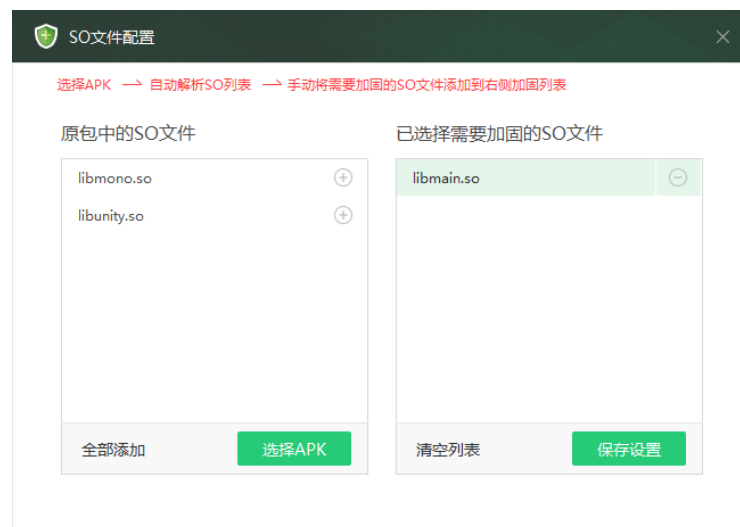 SO文件配置
选择APK → 自动解析SO列表 → 手动将需要加固的SO文件添加到右侧加固列表
原包中的SO文件
已选择需要加固的SO文件
libmono.so
libmain.so
libunity.so
全部添加
选择APK
清空列表
保存设置